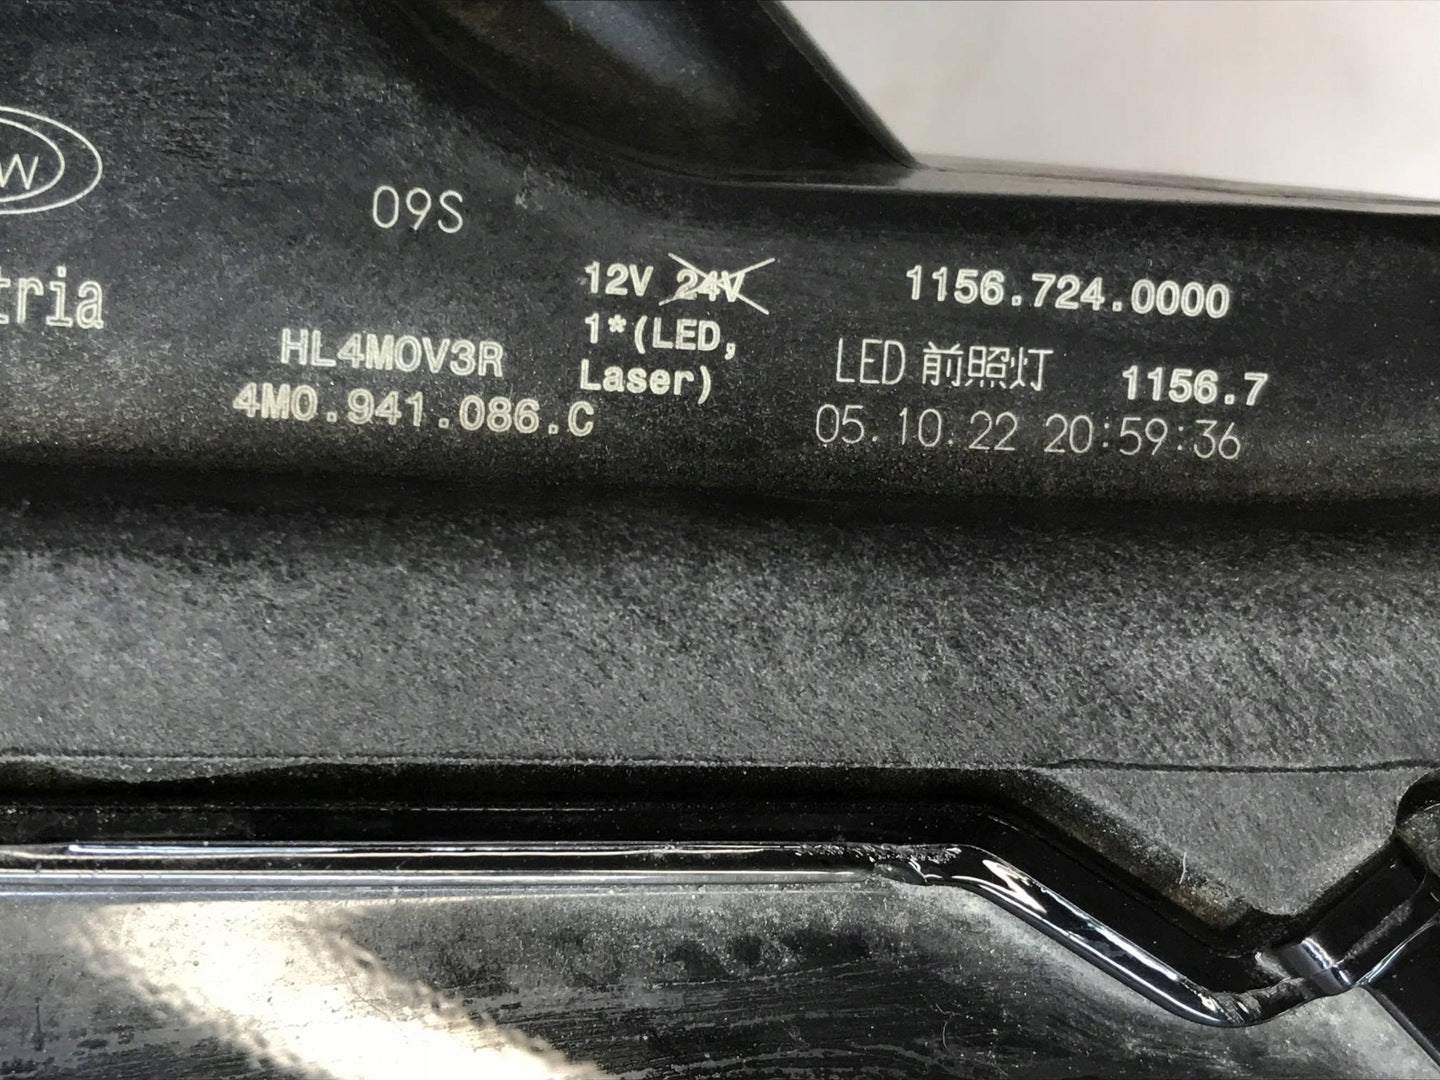 W
09S
tria
12V 24V
1*(LED,
Laser)
HL4M0V3R
4M0.941.086.C
1156.724.0000
LED 前照灯 1156.7
05.10.22 20:59:36